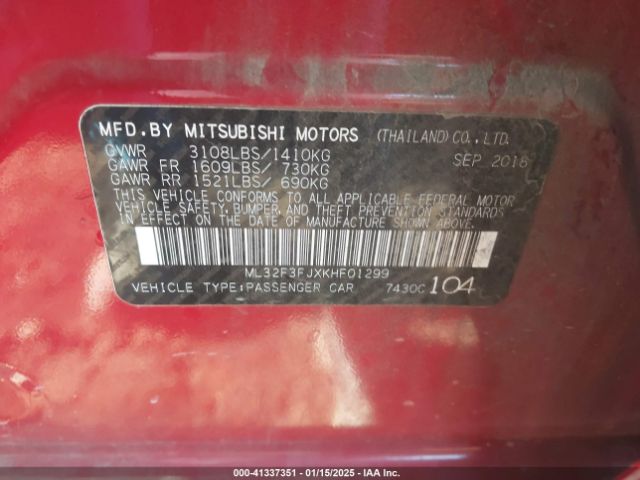 MFD.BY MITSUBISHI MOTORS (THAILAND) CO.,LTD.
GVWR 3108LBS/1410KG SEP 2018
GAWR FR 1609LBS/ 730KG
GAWR RR 1521LBS/ 690KG
THIS VEHICLE CONFORMS TO ALL APPLICABLE FEDERAL MOTOR
VEHICLE SAFETY,BUMPER AND THEFT PREVENTION STANDARDS
IN EFFECT ON THE DATE OF MANUFACTURE SHOWN ABOVE.
ML32F3FJXKHF01299
VEHICLE TYPE:PASSENGER CAR 7430C 104
000-41337351 | 01/15/2025 | IAA Inc.